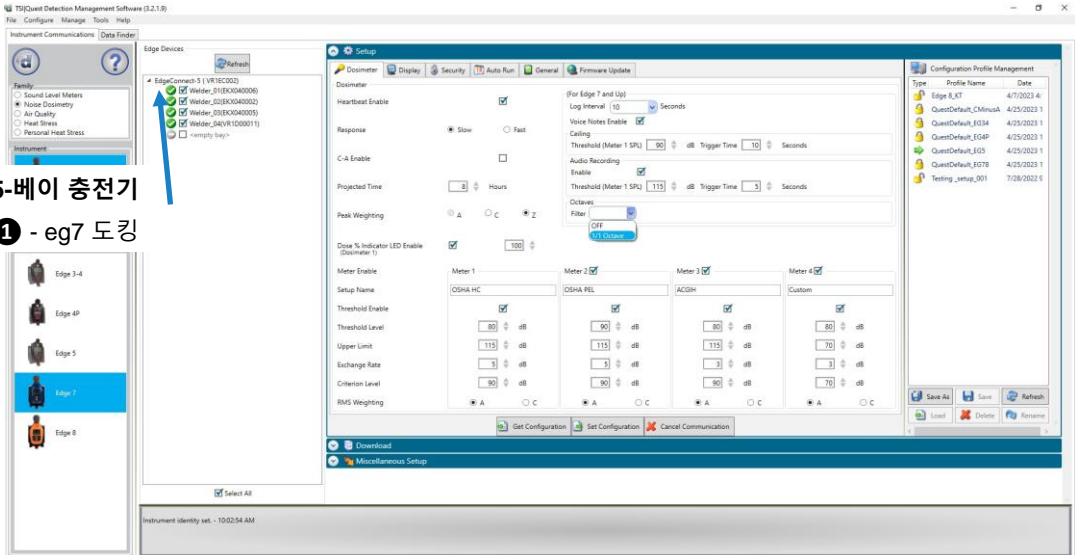 TSI|Quest Detection Management Software (3.2.1.9)
File Configure Manage Tools Help
Instrument Communications Data Finder
Family
Sound Level Meters
Noise Dosimetry
Air Quality
Heat Stress
Personal Heat Stress
Instrument
5-베이 충전기
1 - eg7 도킹
Edge 3-4
Edge 4P
Edge 5
Edge 7
Edge 8
Edge Devices
Refresh
EdgeConnect-5 ( VR1EC002)
Welder_01(EKX040006)
Welder_02(EKX040002)
Welder_03(EKX040005)
Welder_04(VR1D00011)
<empty bay>
Select All
Setup
Dosimeter Display Security Auto Run General Firmware Update
Dosimeter
Heartbeat Enable
Response Slow Fast
C-A Enable
Projected Time 8 Hours
Peak Weighting A C Z
Dose % Indicator LED Enable 100
(Dosimeter 1)
(For Edge 7 and Up)
Log Interval 10 Seconds
Voice Notes Enable
Ceiling
Threshold (Meter 1 SPL) 90 dB Trigger Time 10 Seconds
Audio Recording
Enable
Threshold (Meter 1 SPL) 115 dB Trigger Time 5 Seconds
Octaves
Filter
OFF
1/1 Octave
Meter Enable Meter 1 Meter 2 Meter 3 Meter 4
Setup Name OSHA HC OSHA PEL ACGIH Custom
Threshold Enable
Threshold Level 80 dB 90 dB 80 dB 80 dB
Upper Limit 115 dB 115 dB 115 dB 70 dB
Exchange Rate 5 dB 5 dB 3 dB 3 dB
Criterion Level 90 dB 90 dB 90 dB 70 dB
RMS Weighting A C A C A C A C
Get Configuration Set Configuration Cancel Communication
Download
Miscellaneous Setup
Configuration Profile Management
Type Profile Name Date
Edge 8_KT 4/7/2023 4:
QuestDefault_CMinusA 4/25/2023 1
QuestDefault_EG34 4/25/2023 1
QuestDefault_EG4P 4/25/2023 1
QuestDefault_EG5 4/25/2023 1
QuestDefault_EG78 4/25/2023 1
Testing _setup_001 7/28/2022 9
Save As Save Refresh
Load Delete Rename
Instrument identity set. - 10:02:54 AM